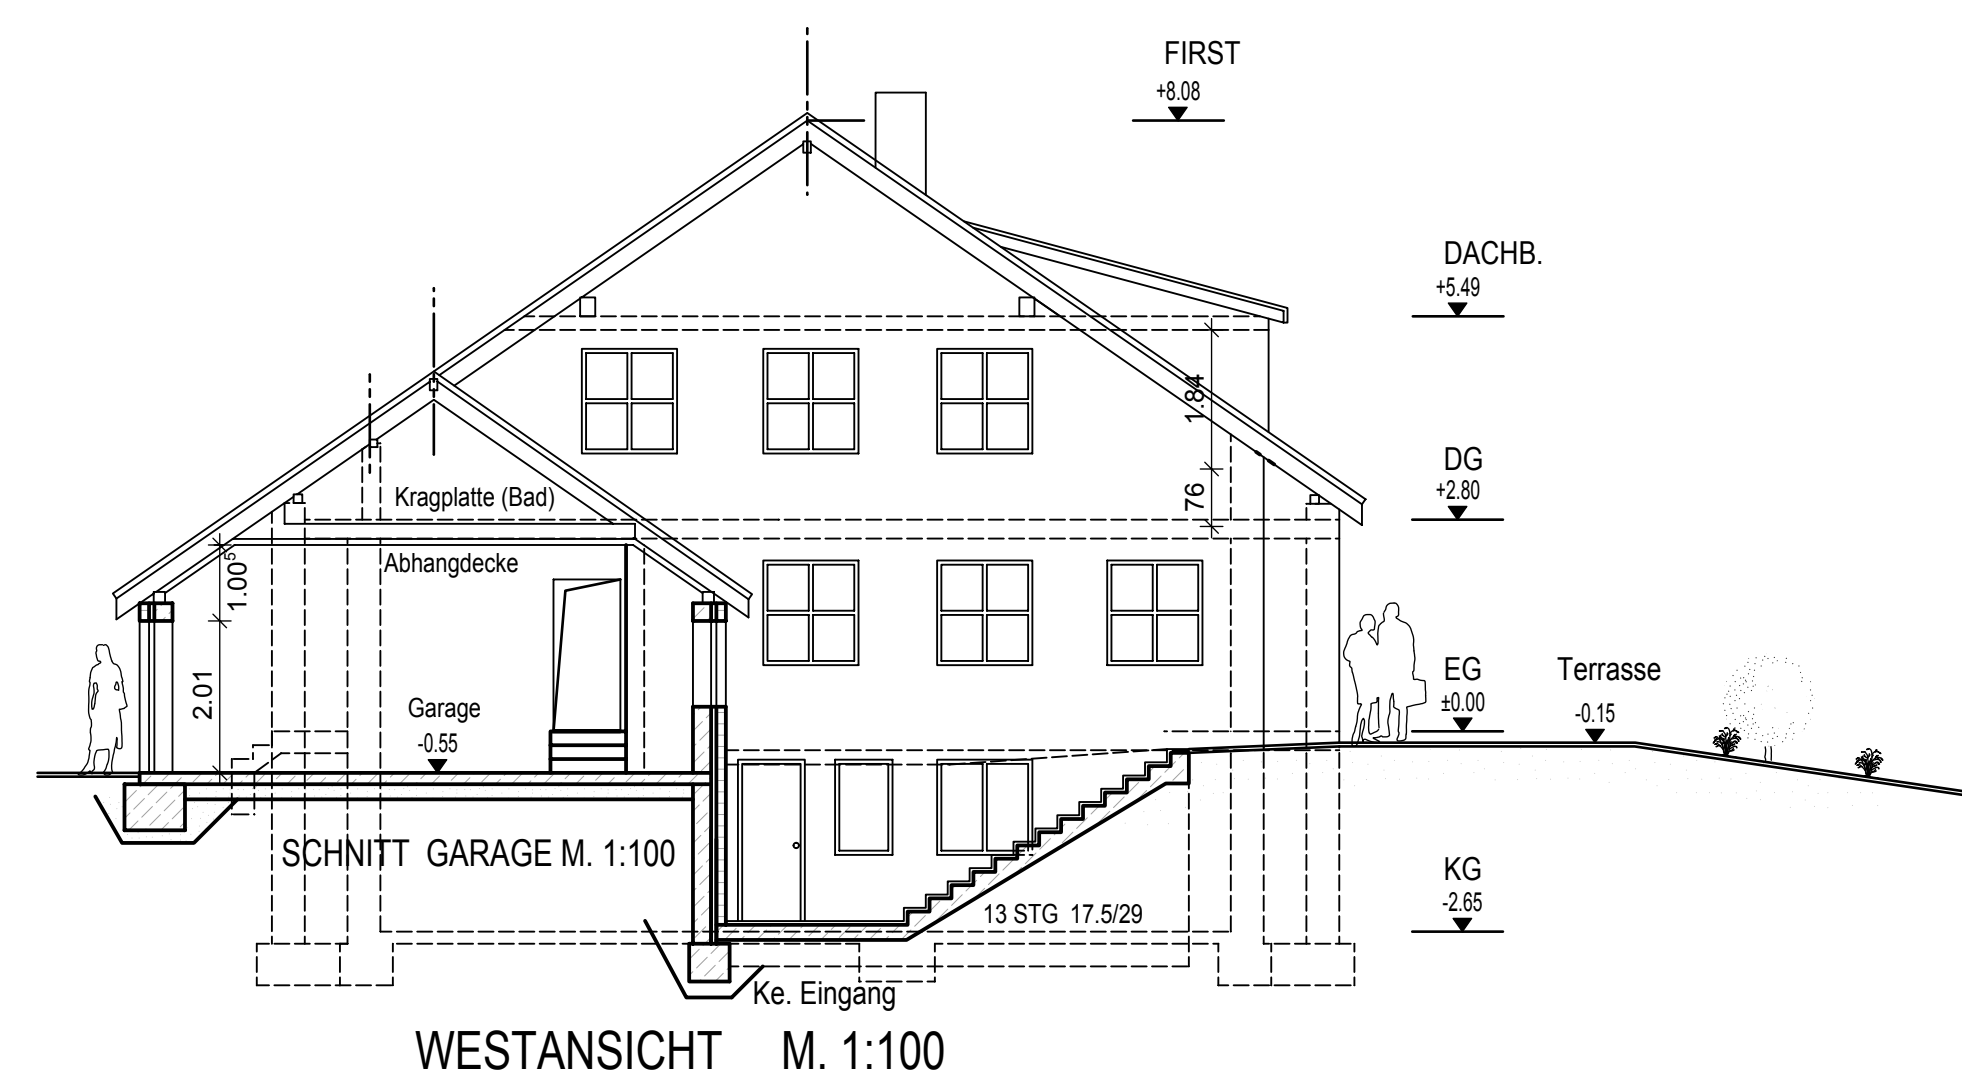 FIRST
+8.08
DACHB.
+5.49
1.84
DG
+2.80
76
Kragplatte (Bad)
Abhangdecke
1.00⁵
2.01
EG
±0.00
Terrasse
-0.15
Garage
-0.55
SCHNITT GARAGE M. 1:100
KG
-2.65
13 STG 17.5/29
Ke. Eingang
WESTANSICHT M. 1:100